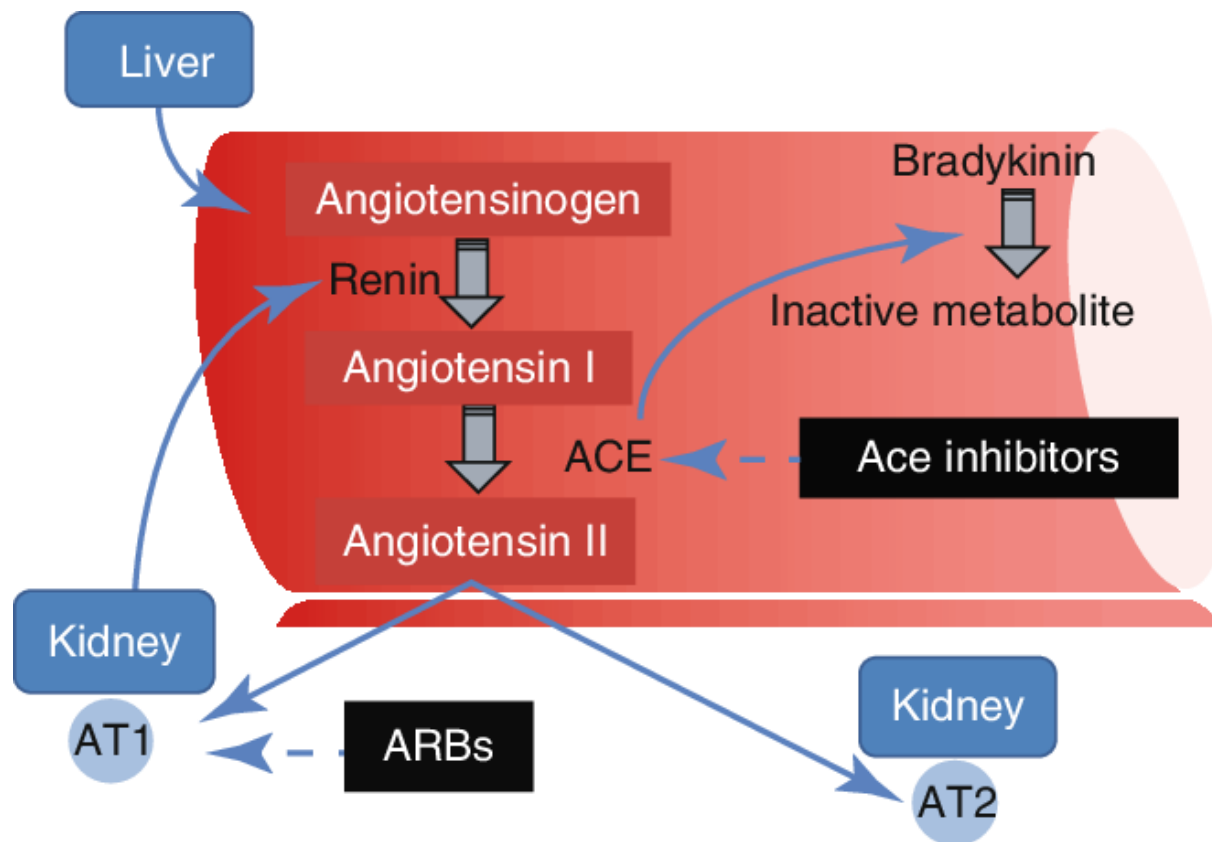 Liver
Bradykinin
Angiotensinogen
Renin
Inactive metabolite
Angiotensin I
ACE
Ace inhibitors
Angiotensin II
Kidney
AT1
ARBs
Kidney
AT2